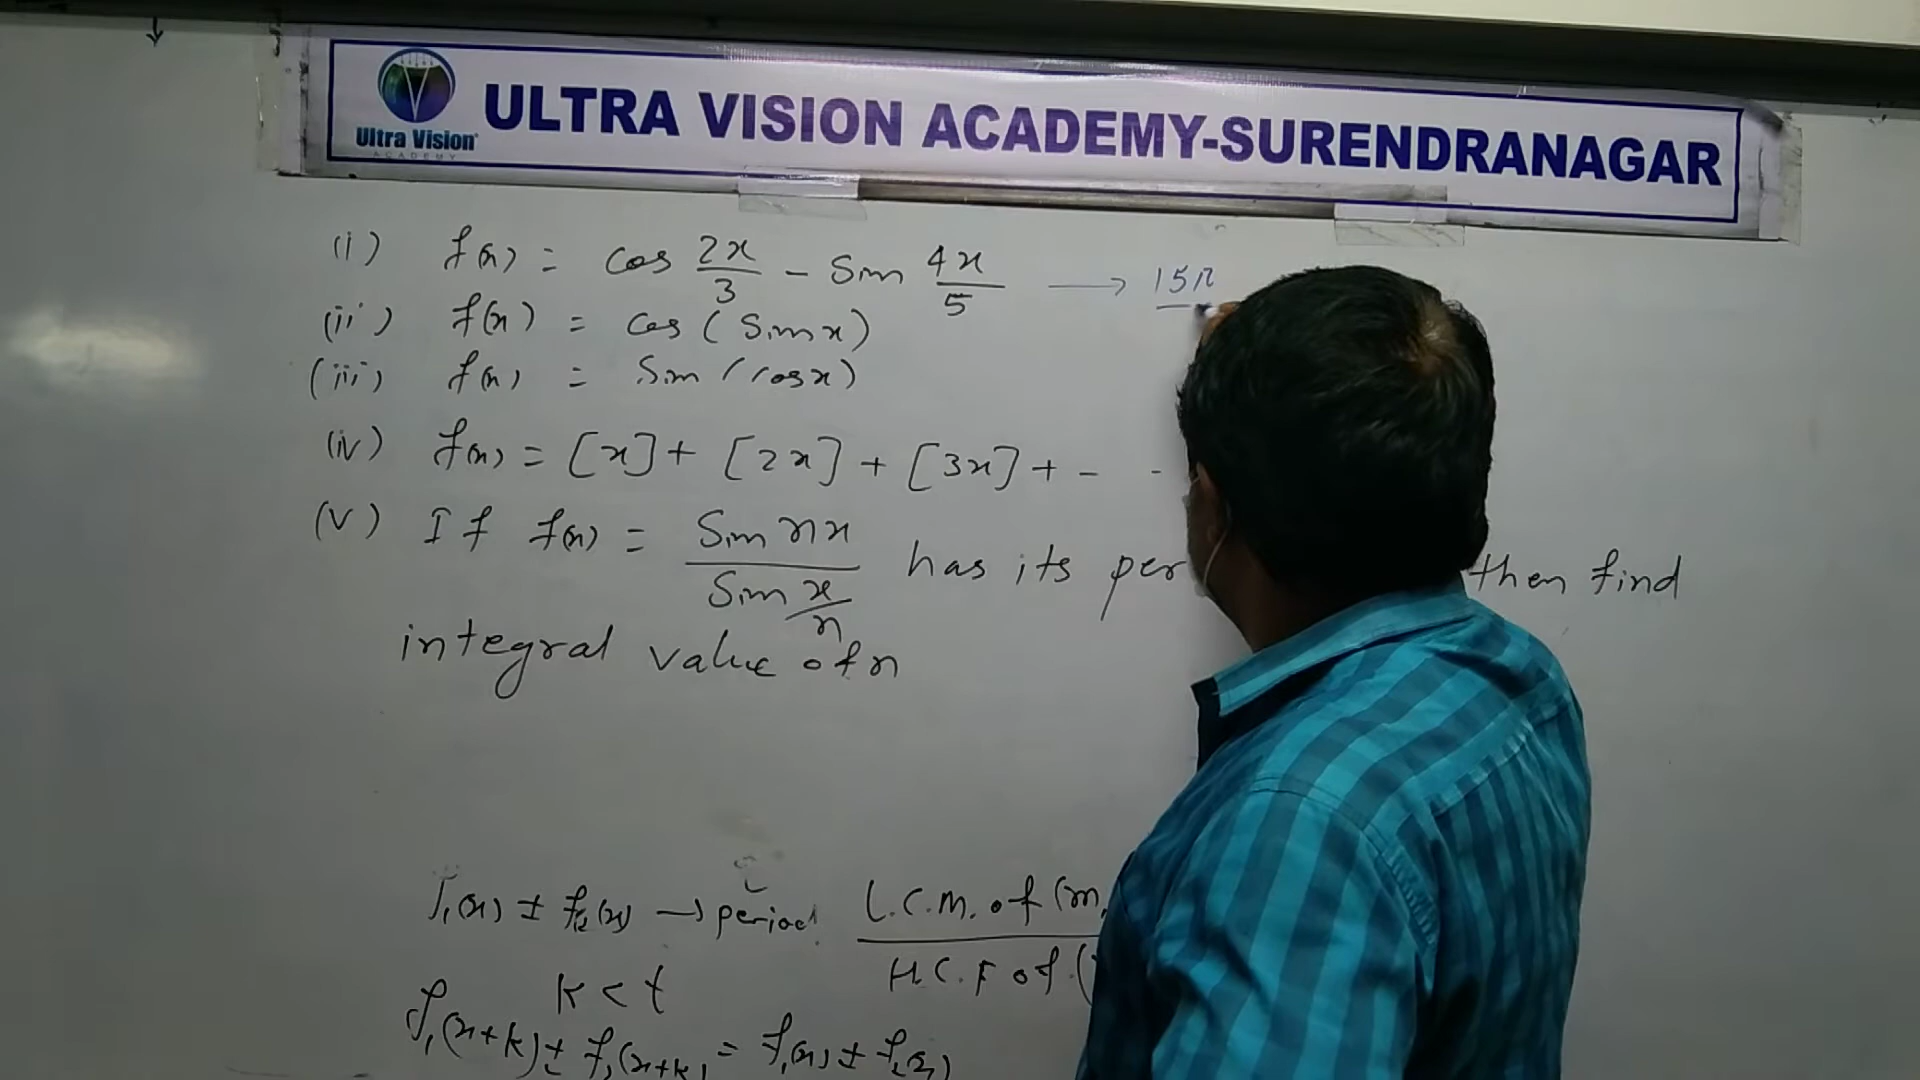 Ultra Vision
ACADEMY
ULTRA VISION ACADEMY-SURENDRANAGAR
(i) f(x) = cos 2x/3 - sin 4x/5 → 15π
(ii) f(x) = cos (sin x)
(iii) f(x) = sin (cos x)
(iv) f(x) = [x] + [2x] + [3x] + - -
(v) If f(x) = sin nx / sin x/n has its then find
integral value of n
f₁(x) ± f₂(x) → period L.C.M. of (m,
H.C.F of (
k < t
f₁(x+k) ± f₂(x+k) = f₁(x) ± f₂(x)